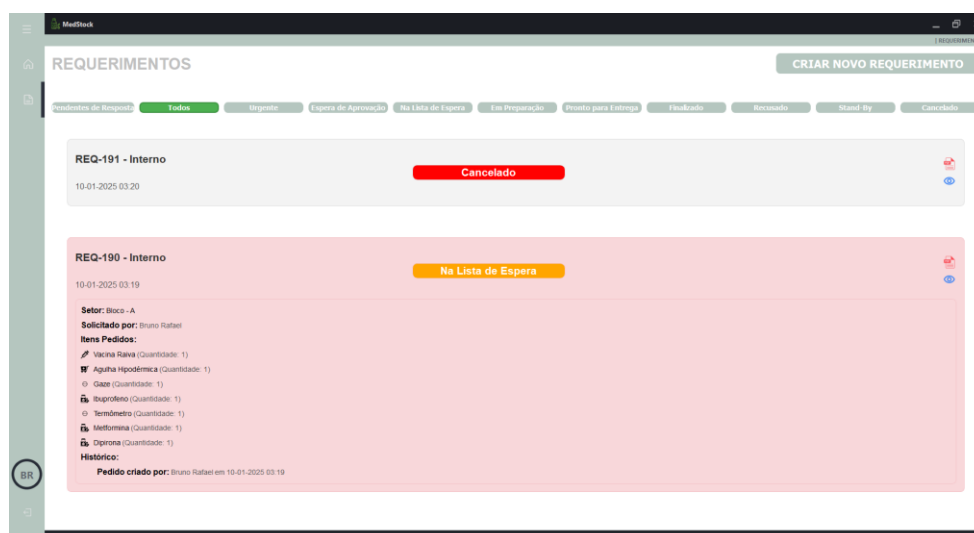 MedStock
| REQUERIMEN
REQUERIMENTOS
CRIAR NOVO REQUERIMENTO
Pendentes de Resposta Todos Urgente Espera de Aprovação Na Lista de Espera Em Preparação Pronto para Entrega Finalizado Recusado Stand-By Cancelado
REQ-191 - Interno
Cancelado
10-01-2025 03:20
REQ-190 - Interno
Na Lista de Espera
10-01-2025 03:19
Setor: Bloco - A
Solicitado por: Bruno Rafael
Itens Pedidos:
Vacina Raiva (Quantidade: 1)
Agulha Hipodérmica (Quantidade: 1)
Gaze (Quantidade: 1)
Ibuprofeno (Quantidade: 1)
Termômetro (Quantidade: 1)
Metformina (Quantidade: 1)
Dipirona (Quantidade: 1)
Histórico:
Pedido criado por: Bruno Rafael em 10-01-2025 03:19
BR